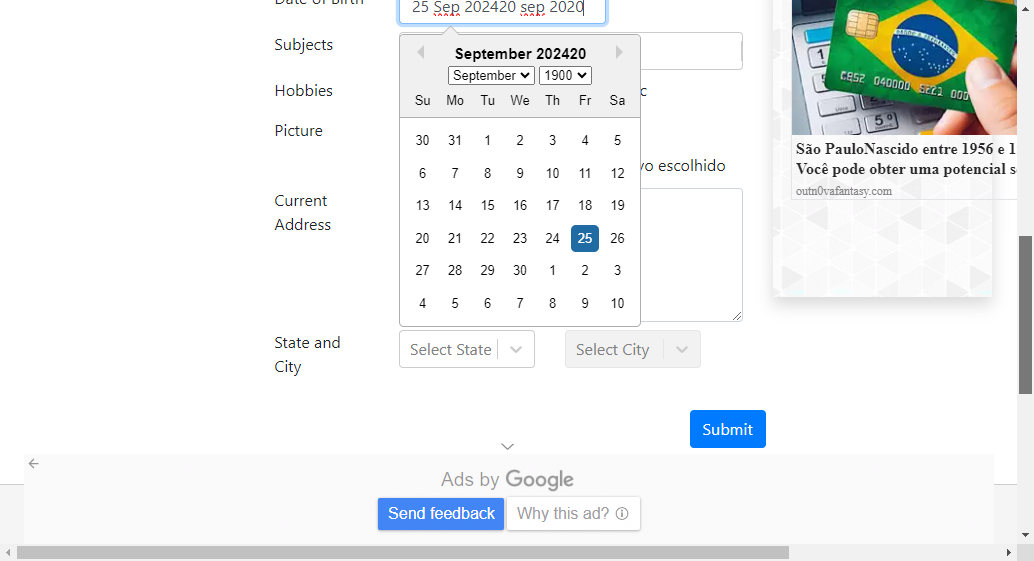 Date of Birth
25 Sep 202420 sep 2020
Subjects
September 202420
September 1900
Hobbies
Su Mo Tu We Th Fr Sa
Picture
30 31 1 2 3 4 5
6 7 8 9 10 11 12
vo escolhido
13 14 15 16 17 18 19
20 21 22 23 24 25 26
27 28 29 30 1 2 3
4 5 6 7 8 9 10
Current
Address
State and
City
Select State
Select City
Submit
São PauloNascido entre 1956 e 1
Você pode obter uma potencial s
outn0vafantasy.com
Ads by Google
Send feedback
Why this ad?